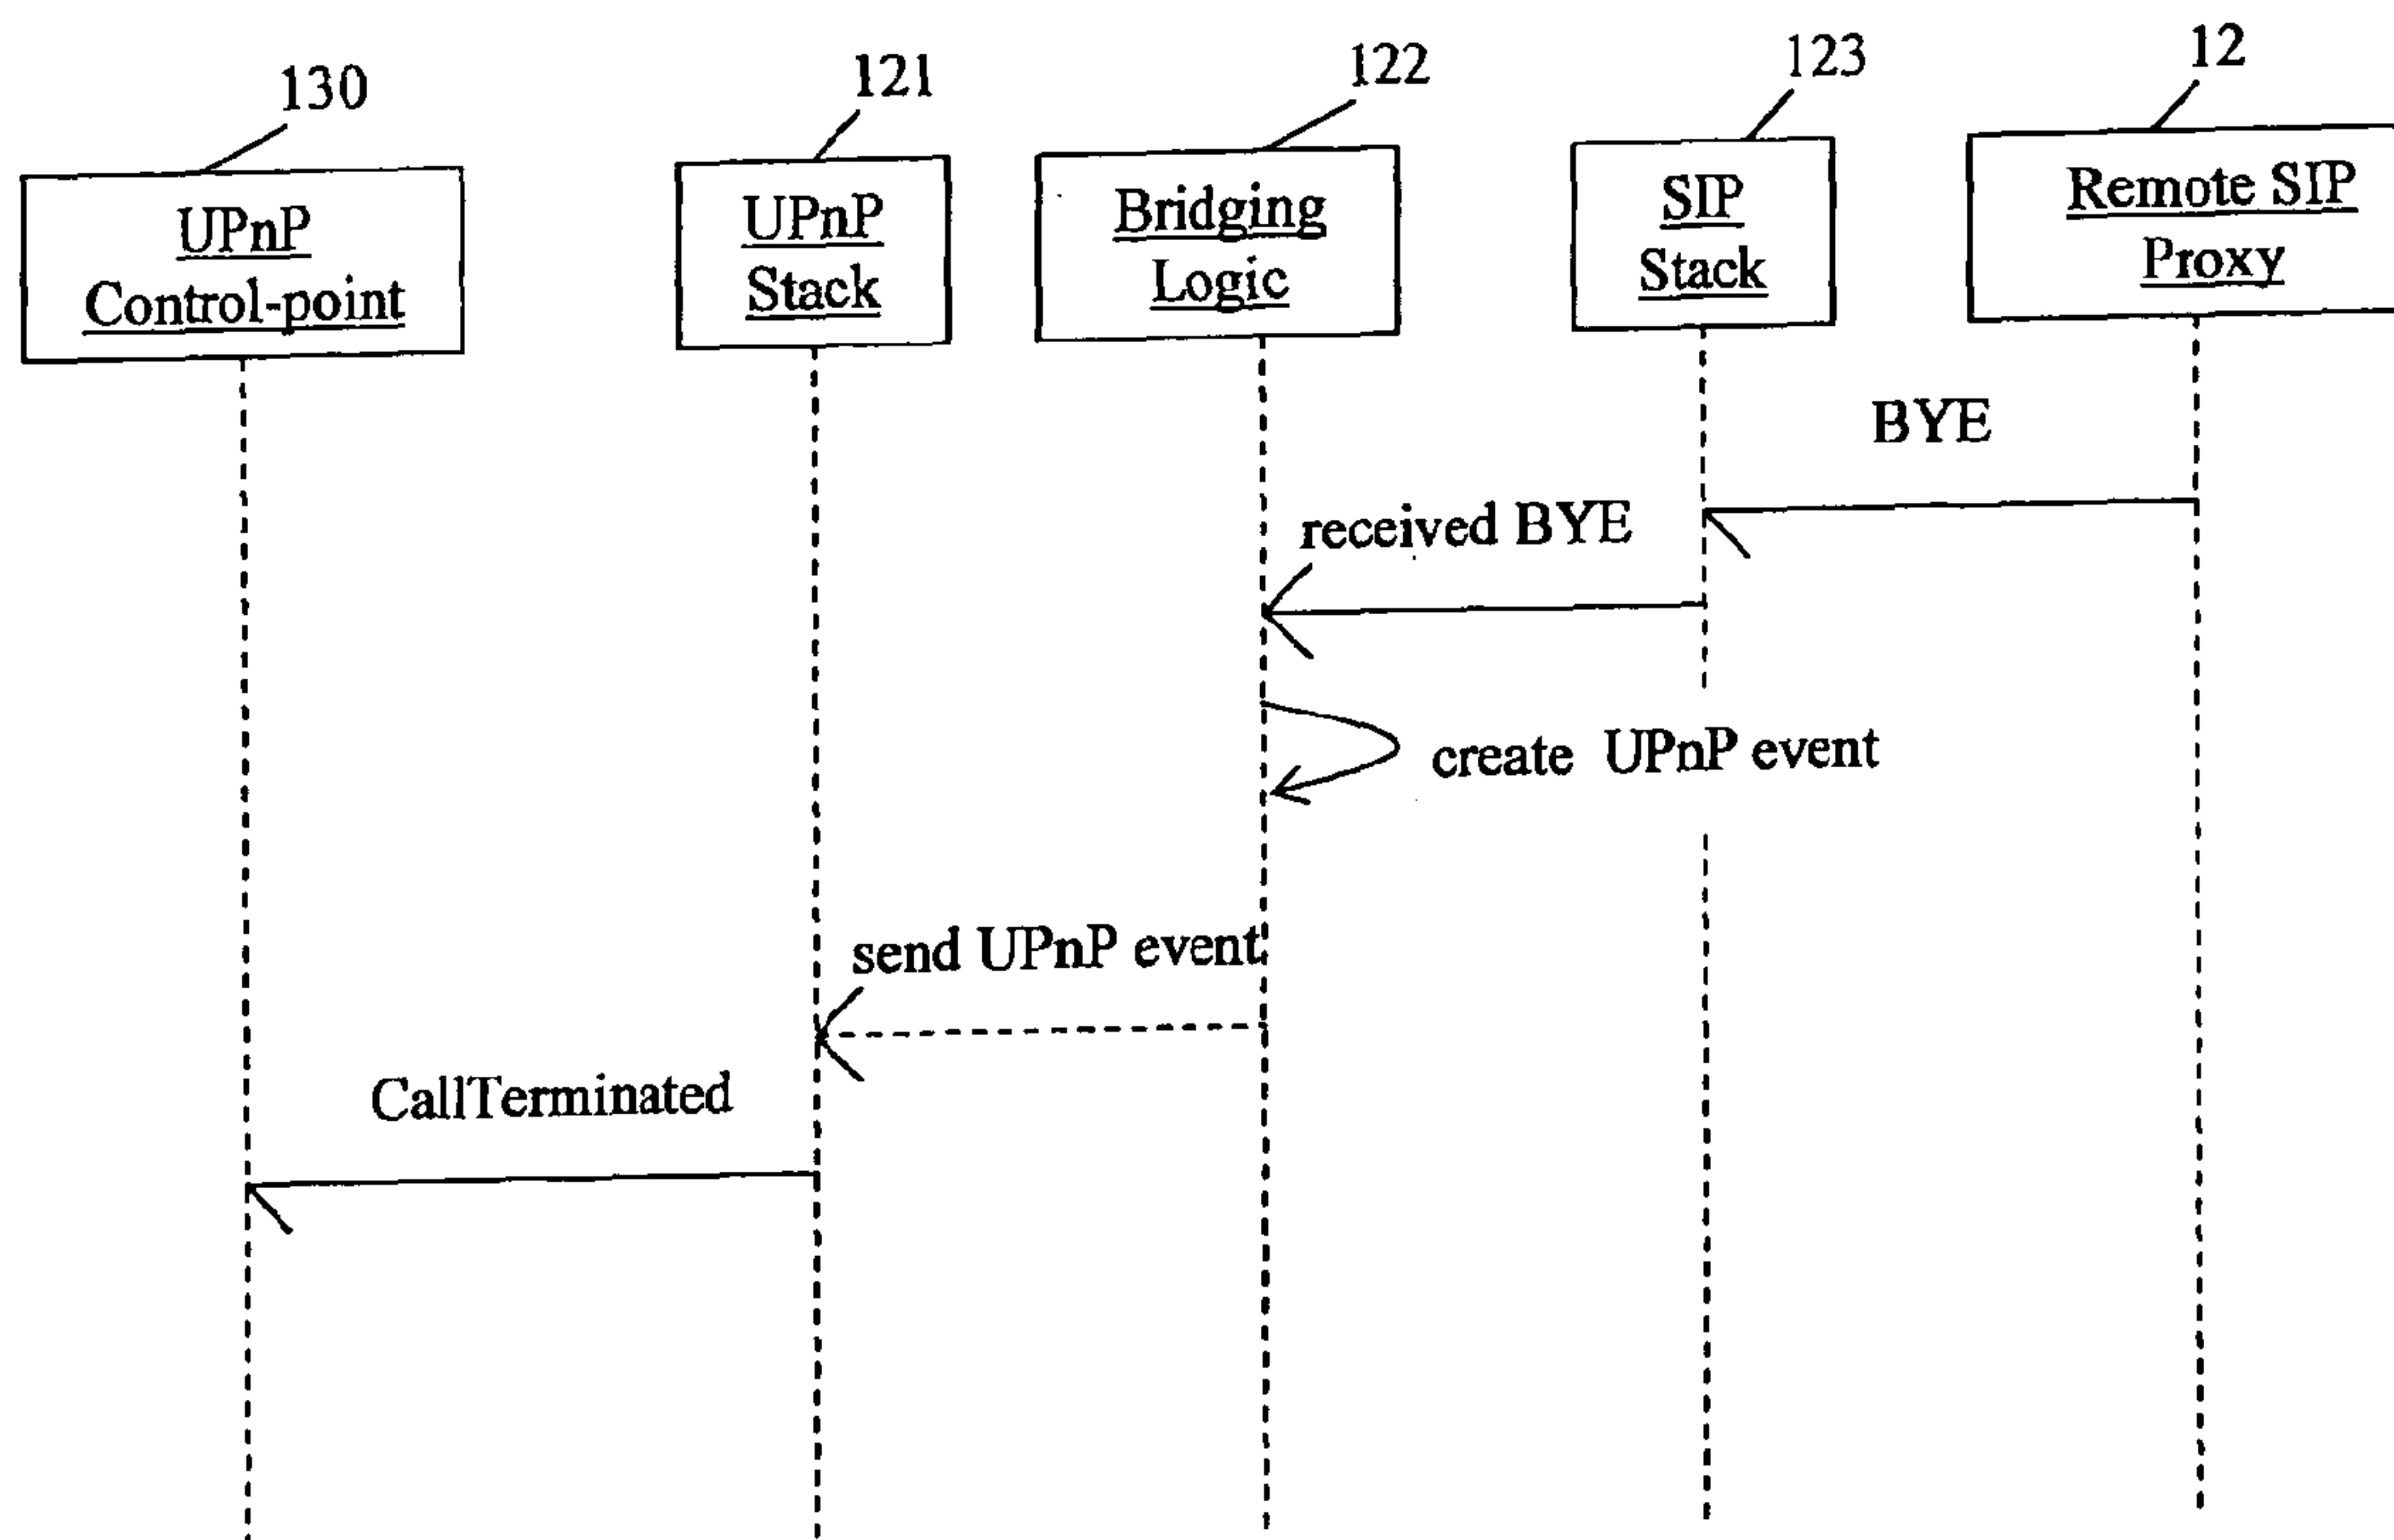 130
121
122
123
12
UPnP
Control-point
UPnP
Stack
Bridging
Logic
SIP
Stack
Remote SIP
Proxy
BYE
received BYE
create UPnP event
send UPnP event
CallTerminated